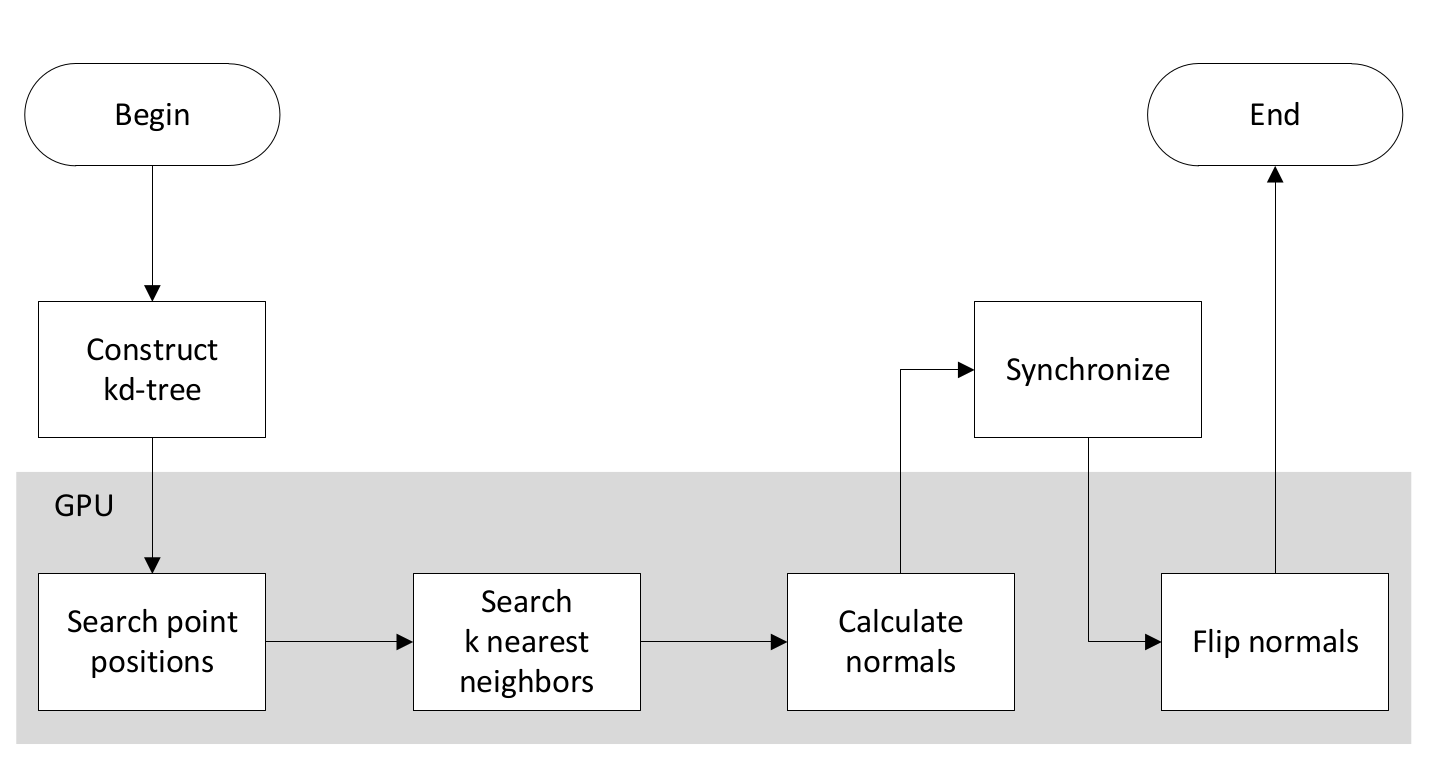 Begin
End
Construct
kd-tree
Synchronize
GPU
Search point
positions
Search
k nearest
neighbors
Calculate
normals
Flip normals